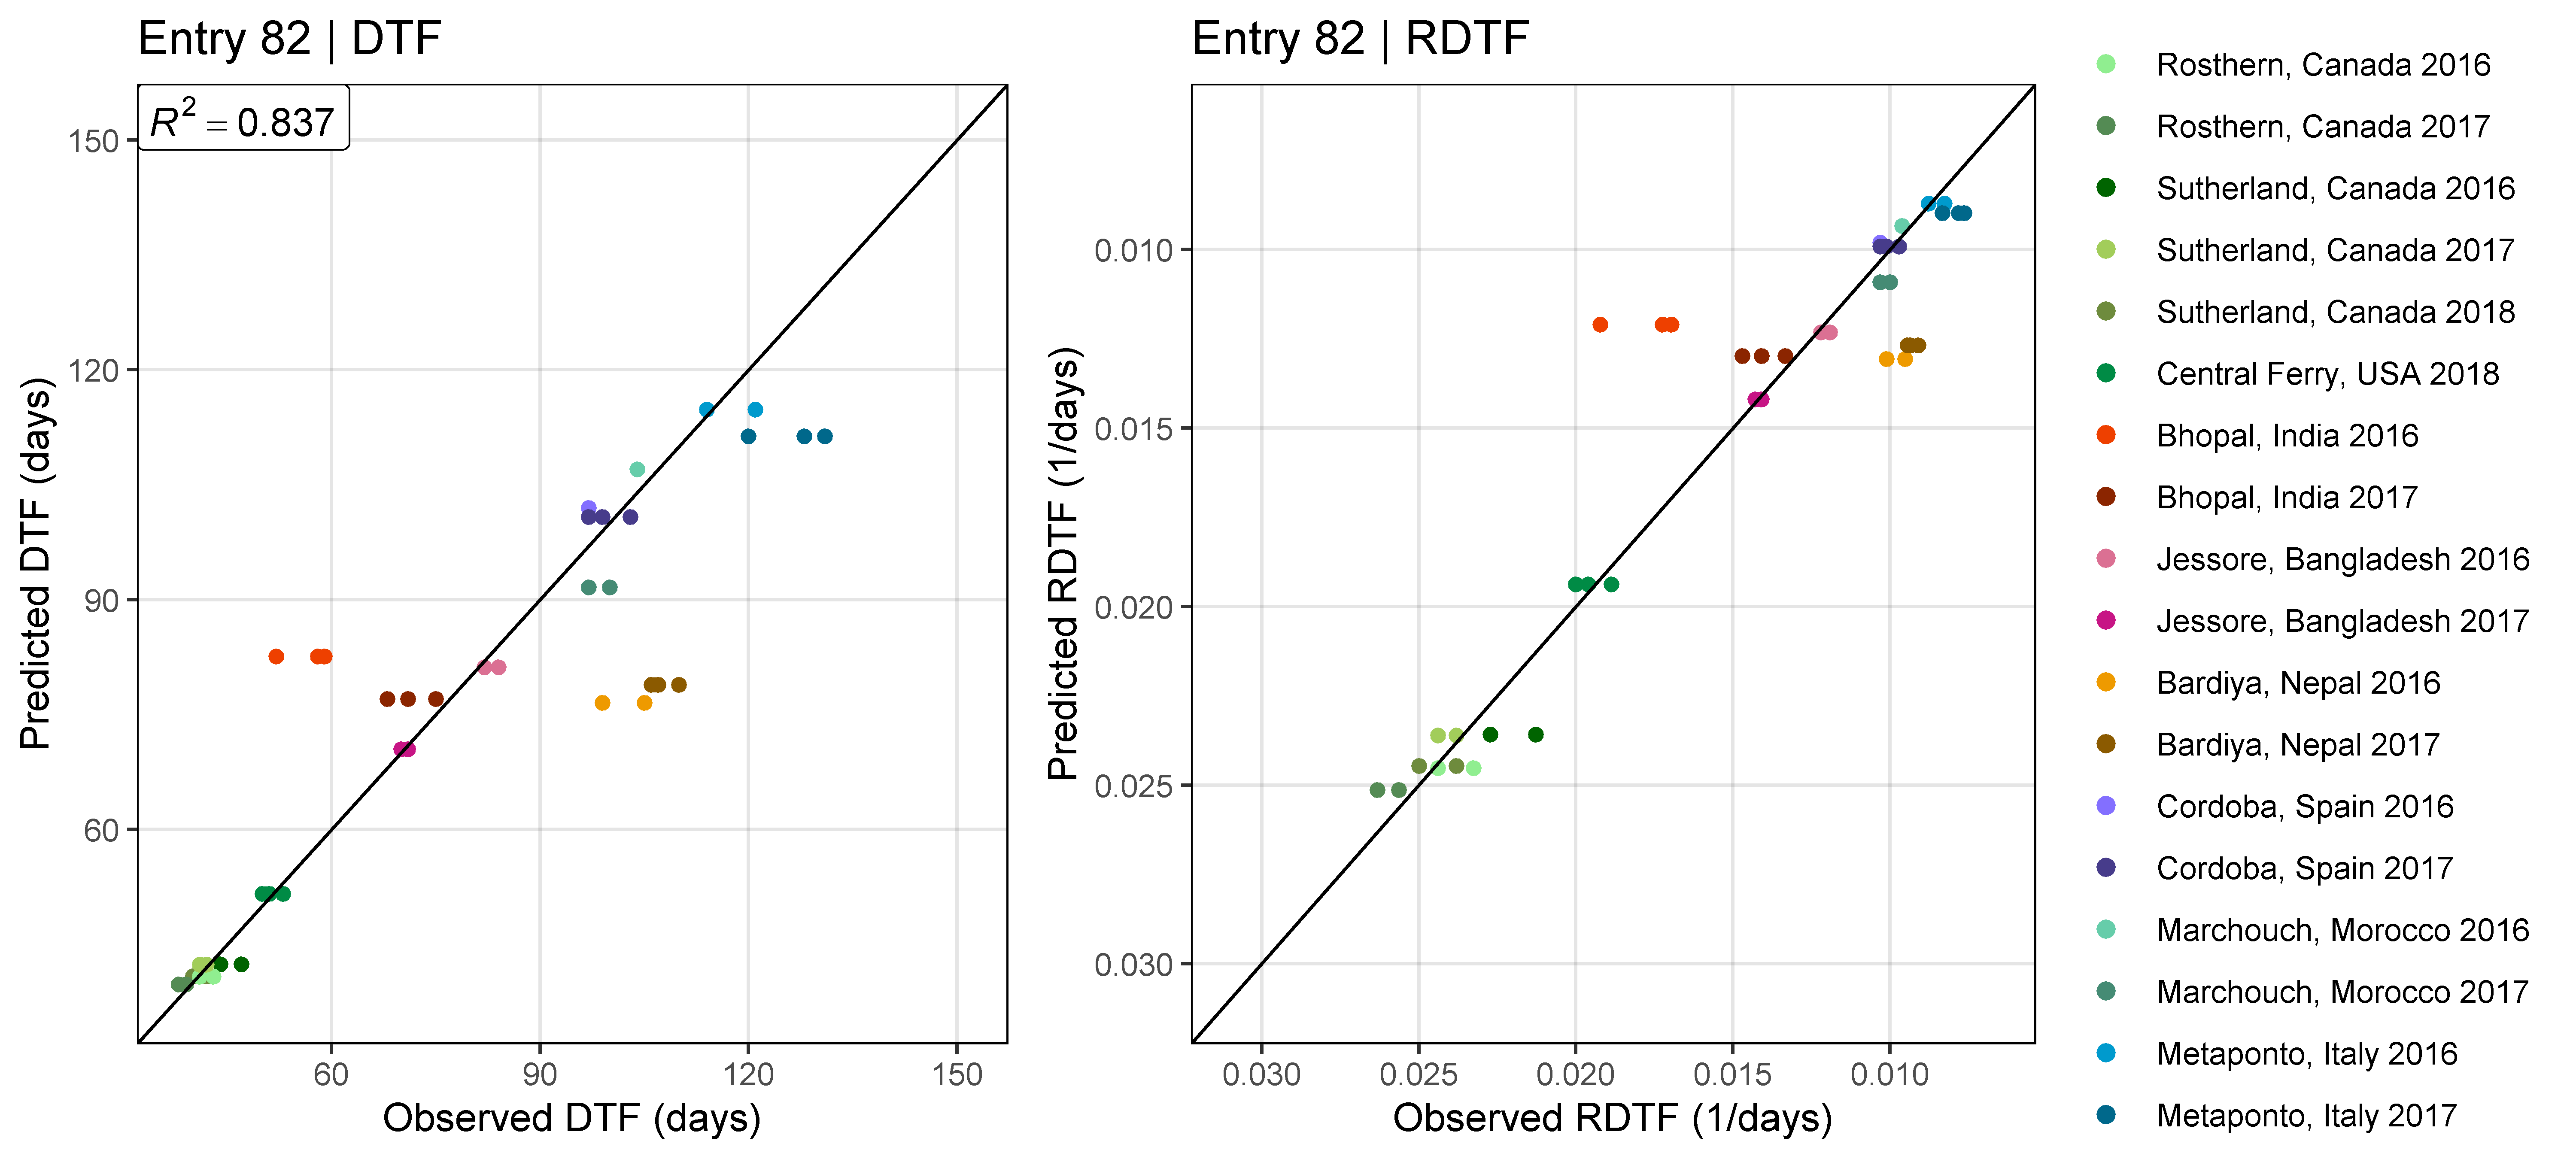 Entry 82 | DTF
R² = 0.837
150
120
90
60
60
90
120
150
Predicted DTF (days)
Observed DTF (days)
Entry 82 | RDTF
0.010
0.015
0.020
0.025
0.030
0.030
0.025
0.020
0.015
0.010
Predicted RDTF (1/days)
Observed RDTF (1/days)
Rosthern, Canada 2016
Rosthern, Canada 2017
Sutherland, Canada 2016
Sutherland, Canada 2017
Sutherland, Canada 2018
Central Ferry, USA 2018
Bhopal, India 2016
Bhopal, India 2017
Jessore, Bangladesh 2016
Jessore, Bangladesh 2017
Bardiya, Nepal 2016
Bardiya, Nepal 2017
Cordoba, Spain 2016
Cordoba, Spain 2017
Marchouch, Morocco 2016
Marchouch, Morocco 2017
Metaponto, Italy 2016
Metaponto, Italy 2017